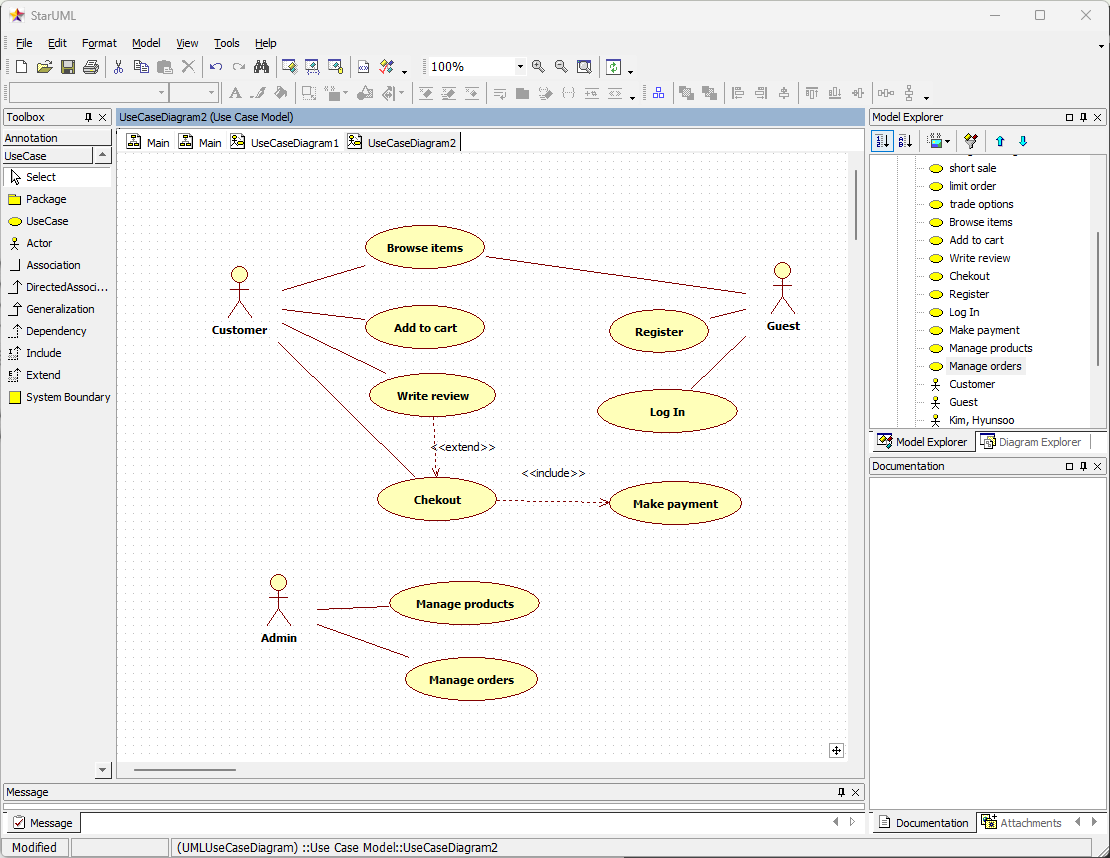 StarUML
File Edit Format Model View Tools Help
100%
Toolbox
UseCaseDiagram2 (Use Case Model)
Model Explorer
Annotation
UseCase
Main Main UseCaseDiagram1 UseCaseDiagram2
Select
Package
UseCase
Actor
Association
DirectedAssoci...
Generalization
Dependency
Include
Extend
System Boundary
Browse items
Customer
Add to cart
Write review
<<extend>>
Chekout
<<include>>
Make payment
Guest
Register
Log In
Admin
Manage products
Manage orders
short sale
limit order
trade options
Browse items
Add to cart
Write review
Chekout
Register
Log In
Make payment
Manage products
Manage orders
Customer
Guest
Kim, Hyunsoo
Model Explorer Diagram Explorer
Documentation
Message
Message
Documentation Attachments
Modified
(UMLUseCaseDiagram) ::Use Case Model::UseCaseDiagram2